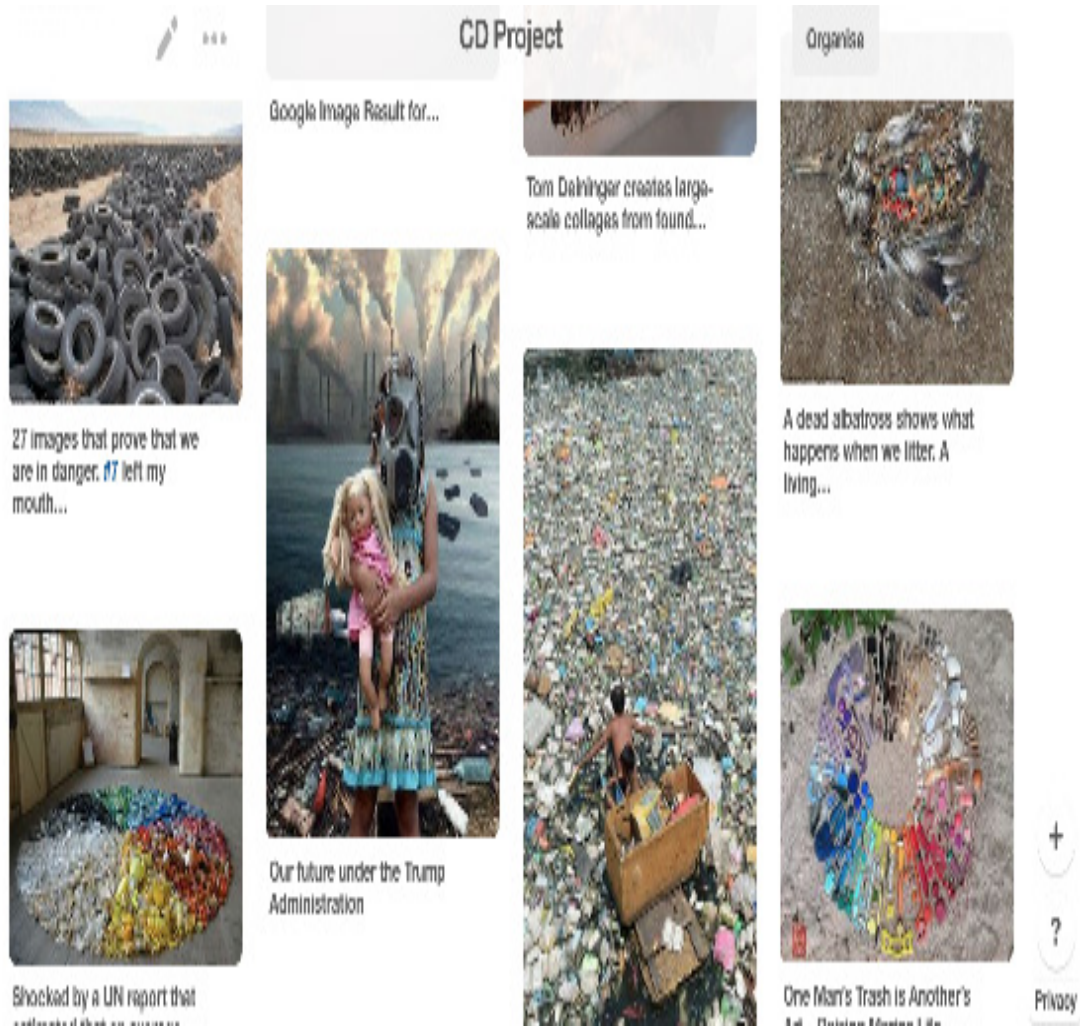 CD Project
Organise
Google Image Result for...
Tom Deininger creates large-
scale collages from found...
27 images that prove that we
are in danger. #7 left my
mouth...
A dead albatross shows what
happens when we litter. A
living...
Our future under the Trump
Administration
Shocked by a UN report that
One Man's Trash is Another's
?
Privacy